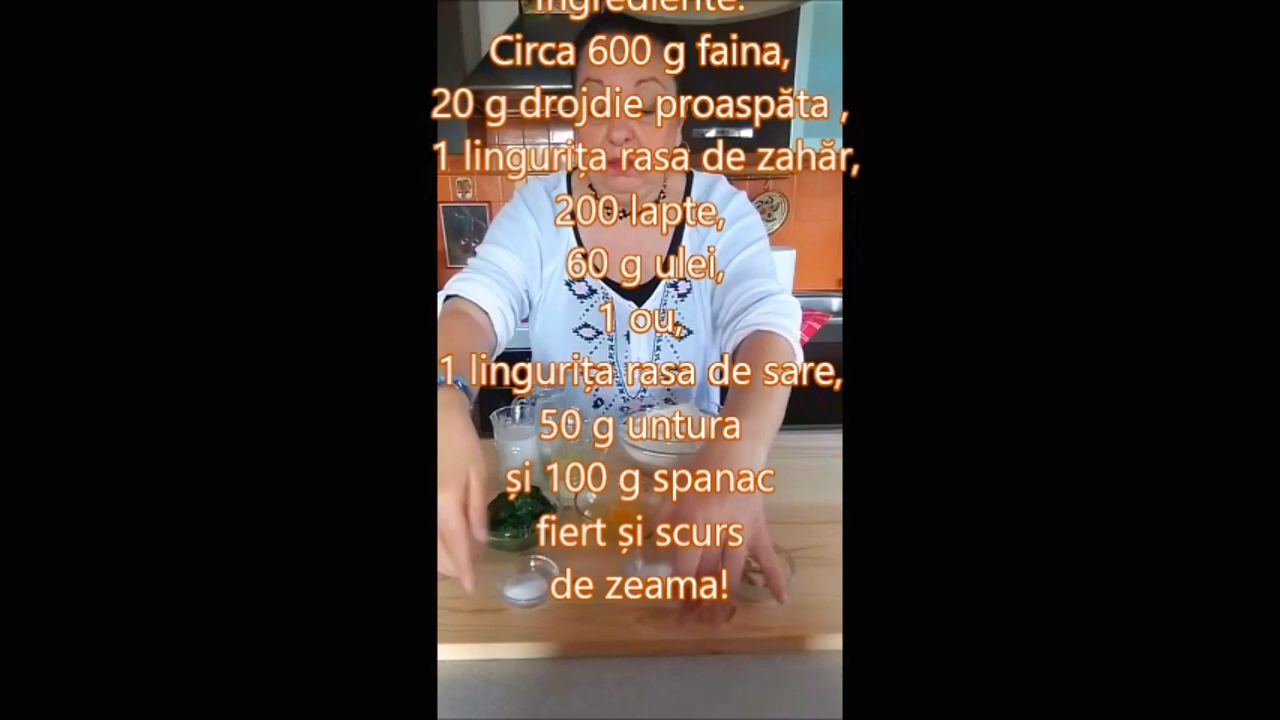 Ingrediente:
Circa 600 g faina,
20 g drojdie proaspăta ,
1 lingurița rasa de zahăr,
200 lapte,
60 g ulei,
1 ou,
1 lingurița rasa de sare,
50 g untura
și 100 g spanac
fiert și scurs
de zeama!